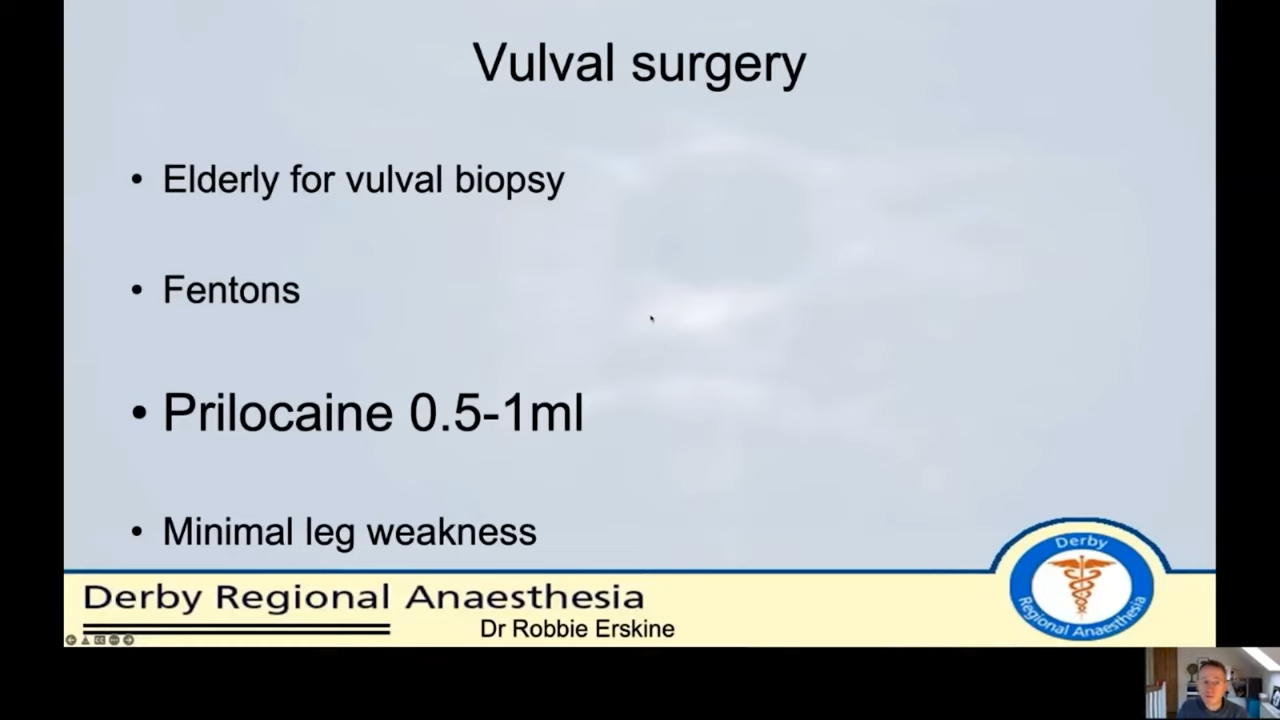 Vulval surgery
• Elderly for vulval biopsy
• Fentons
• Prilocaine 0.5-1ml
• Minimal leg weakness
Derby Regional Anaesthesia
Dr Robbie Erskine
Derby
Regional Anaesthesia